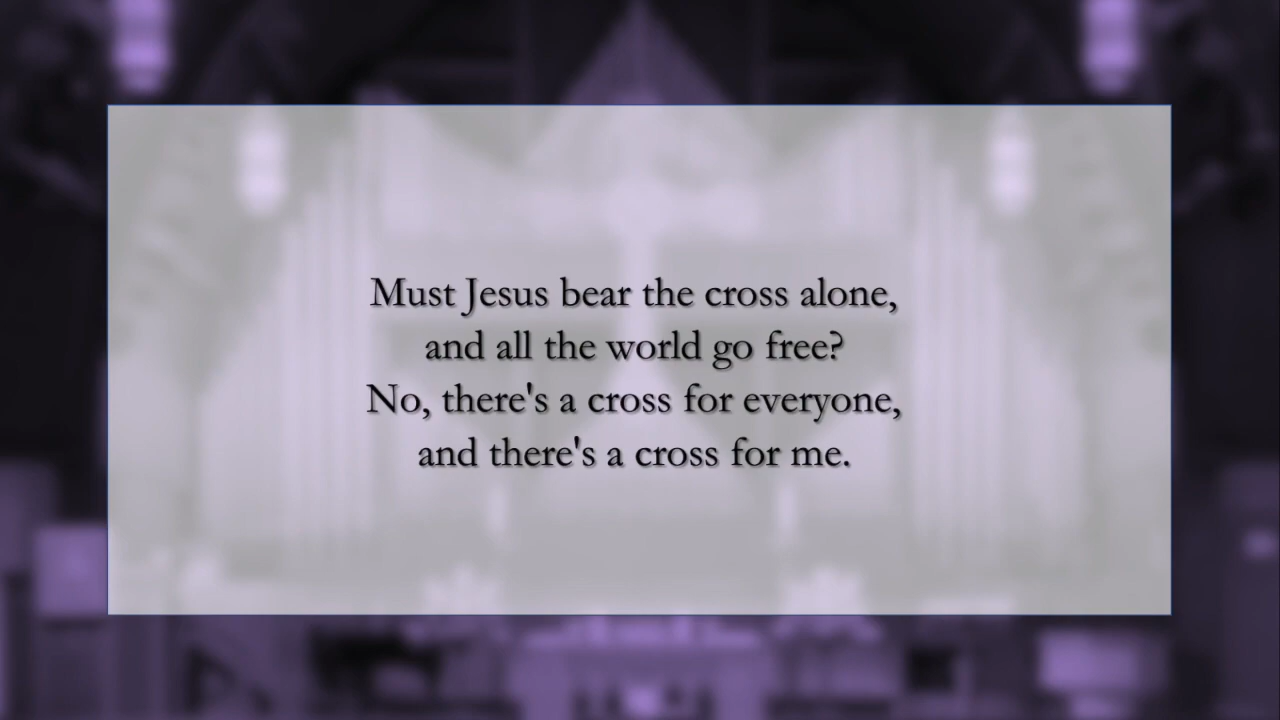 Must Jesus bear the cross alone,
and all the world go free?
No, there's a cross for everyone,
and there's a cross for me.